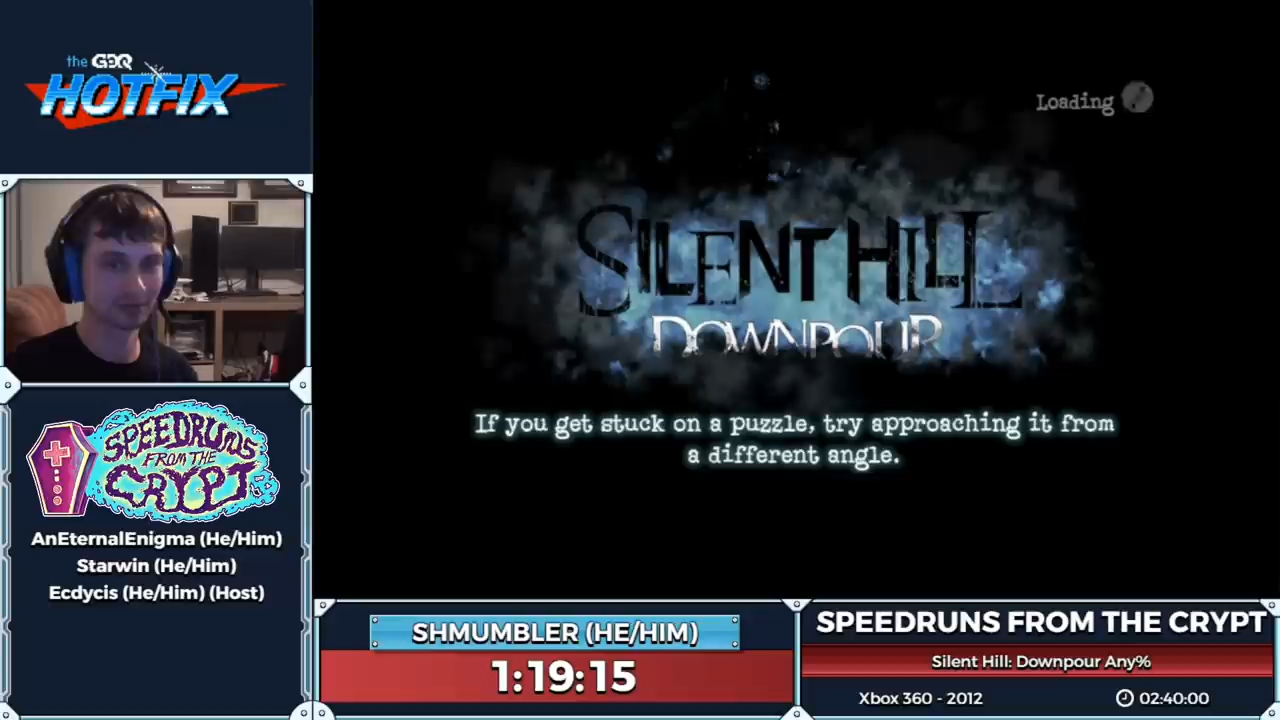 the GDQ
HOTFIX
Loading
SILENT HILL
DOWNPOUR
If you get stuck on a puzzle, try approaching it from
a different angle.
SPEEDRUNS
FROM THE
CRYPT
AnEternalEnigma (He/Him)
Starwin (He/Him)
Ecdycis (He/Him) (Host)
SHMUMBLER (HE/HIM)
1:19:15
SPEEDRUNS FROM THE CRYPT
Silent Hill: Downpour Any%
Xbox 360 - 2012
02:40:00